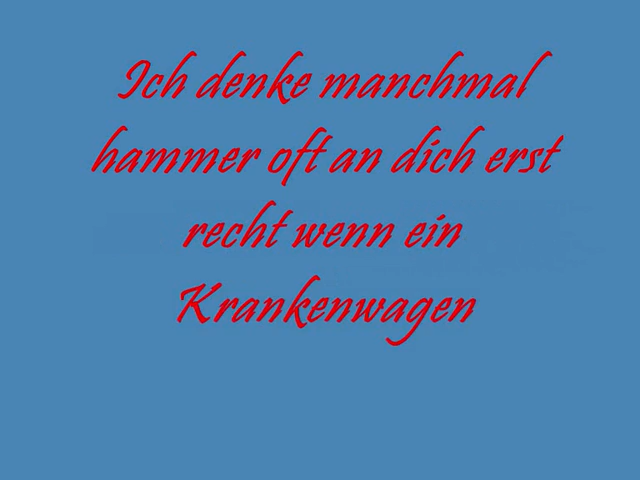 Ich denke manchmal
hammer oft an dich erst
recht wenn ein
Krankenwagen